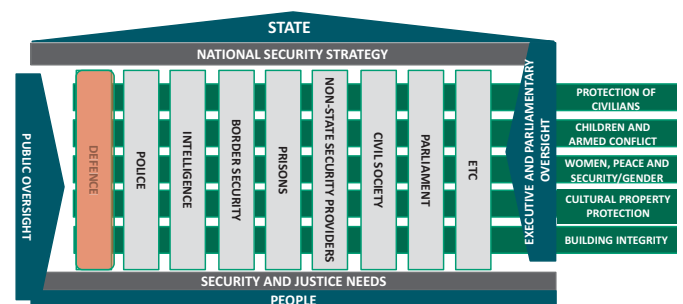 STATE
NATIONAL SECURITY STRATEGY
PUBLIC OVERSIGHT
DEFENCE
POLICE
INTELLIGENCE
BORDER SECURITY
PRISONS
NON-STATE SECURITY PROVIDERS
CIVIL SOCIETY
PARLIAMENT
ETC
EXECUTIVE AND PARLIAMENTARY
OVERSIGHT
PROTECTION OF
CIVILIANS
CHILDREN AND
ARMED CONFLICT
WOMEN, PEACE AND
SECURITY/GENDER
CULTURAL PROPERTY
PROTECTION
BUILDING INTEGRITY
SECURITY AND JUSTICE NEEDS
PEOPLE